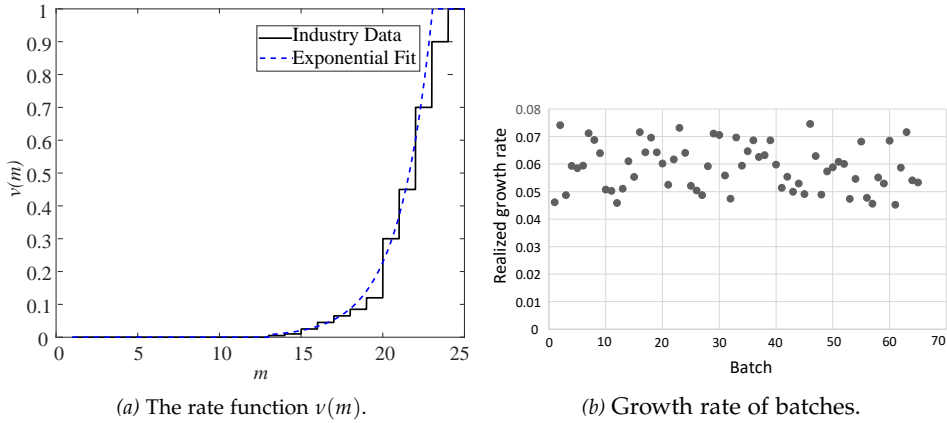 1
0.9
0.8
0.7
0.6
0.5
0.4
0.3
0.2
0.1
0
ν(m)
Industry Data
Exponential Fit
0 5 10 15 20 25
m
(a) The rate function ν(m).
0.08
0.07
0.06
0.05
0.04
0.03
0.02
0.01
0
Realized growth rate
0 10 20 30 40 50 60 70
Batch
(b) Growth rate of batches.